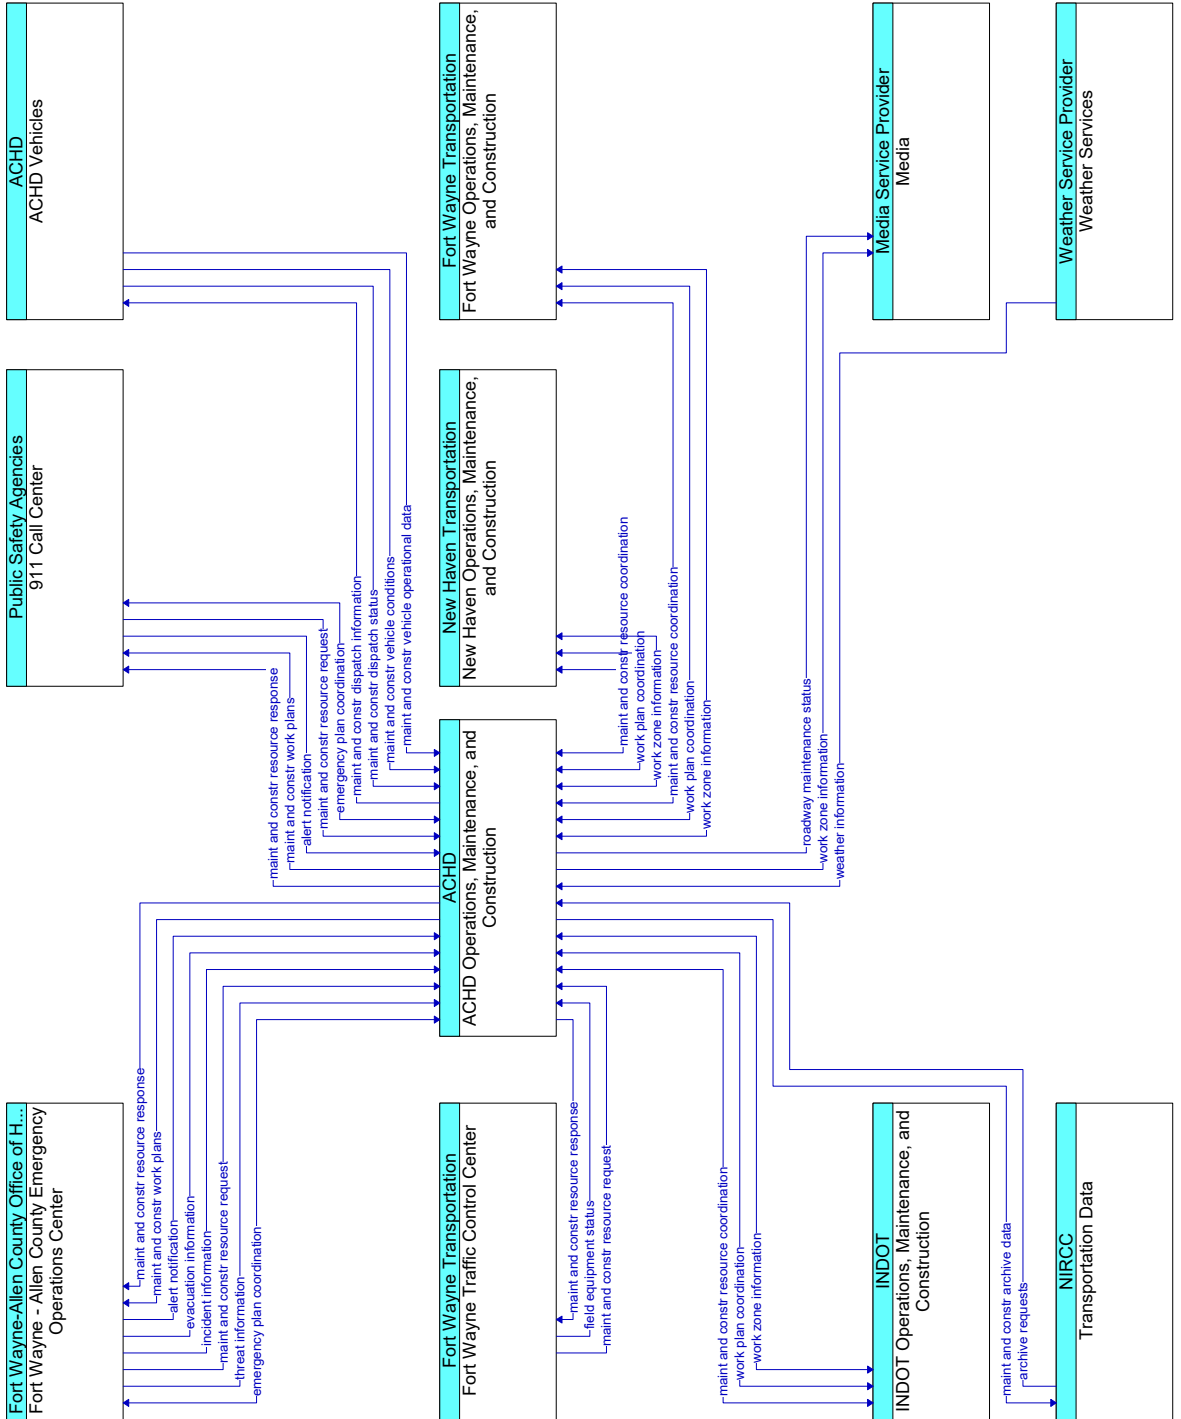 ACHD
ACHD Vehicles
Fort Wayne Transportation
Fort Wayne Operations, Maintenance,
and Construction
Media Service Provider
Media
Weather Service Provider
Weather Services
Public Safety Agencies
911 Call Center
New Haven Transportation
New Haven Operations, Maintenance,
and Construction
maint and constr resource response
maint and constr work plans
alert notification
maint and constr resource request
emergency plan coordination
maint and constr dispatch information
maint and constr dispatch status
maint and constr vehicle conditions
maint and constr vehicle operational data
maint and constr resource coordination
work plan coordination
work zone information
maint and constr resource coordination
work plan coordination
work zone information
roadway maintenance status
work zone information
weather information
ACHD
ACHD Operations, Maintenance, and
Construction
maint and constr resource response
maint and constr work plans
alert notification
evacuation information
incident information
maint and constr resource request
threat information
emergency plan coordination
maint and constr resource response
field equipment status
maint and constr resource request
maint and constr resource coordination
work plan coordination
work zone information
maint and constr archive data
archive requests
Fort Wayne-Allen County Office of H...
Fort Wayne - Allen County Emergency
Operations Center
Fort Wayne Transportation
Fort Wayne Traffic Control Center
INDOT
INDOT Operations, Maintenance, and
Construction
NIRCC
Transportation Data